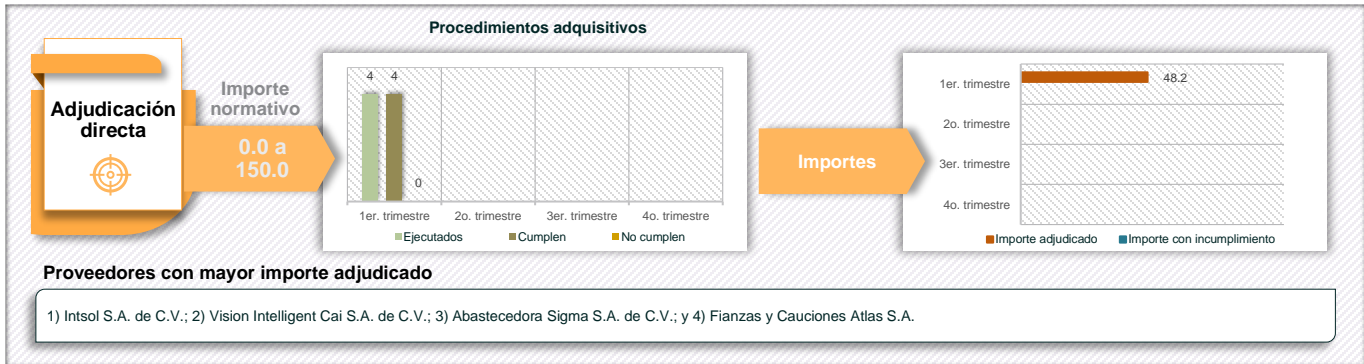 Procedimientos adquisitivos
Adjudicación
directa
Importe
normativo
0.0 a
150.0
4 4
0
1er. trimestre 2o. trimestre 3er. trimestre 4o. trimestre
Ejecutados Cumplen No cumplen
Importes
1er. trimestre 48.2
2o. trimestre
3er. trimestre
4o. trimestre
Importe adjudicado Importe con incumplimiento
Proveedores con mayor importe adjudicado
1) Intsol S.A. de C.V.; 2) Vision Intelligent Cai S.A. de C.V.; 3) Abastecedora Sigma S.A. de C.V.; y 4) Fianzas y Cauciones Atlas S.A.